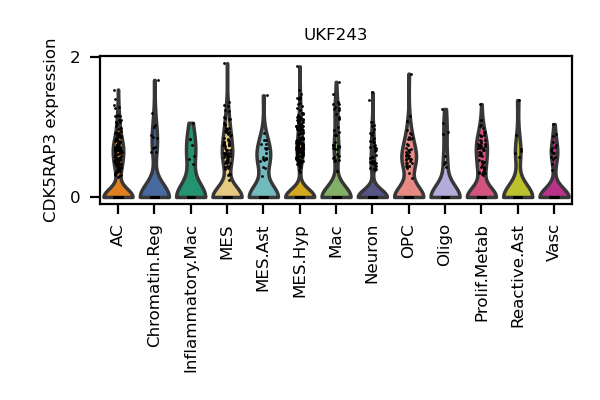 UKF243
CDK5RAP3 expression
2
0
AC
Chromatin.Reg
Inflammatory.Mac
MES
MES.Ast
MES.Hyp
Mac
Neuron
OPC
Oligo
Prolif.Metab
Reactive.Ast
Vasc